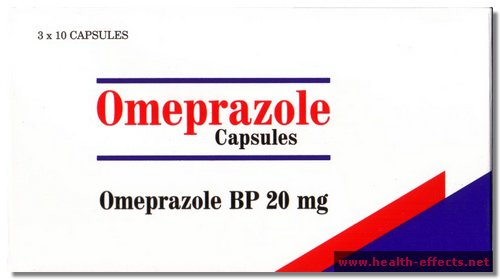 3 x 10 CAPSULES
Omeprazole
Capsules
Omeprazole BP 20 mg
www.health-effects.net